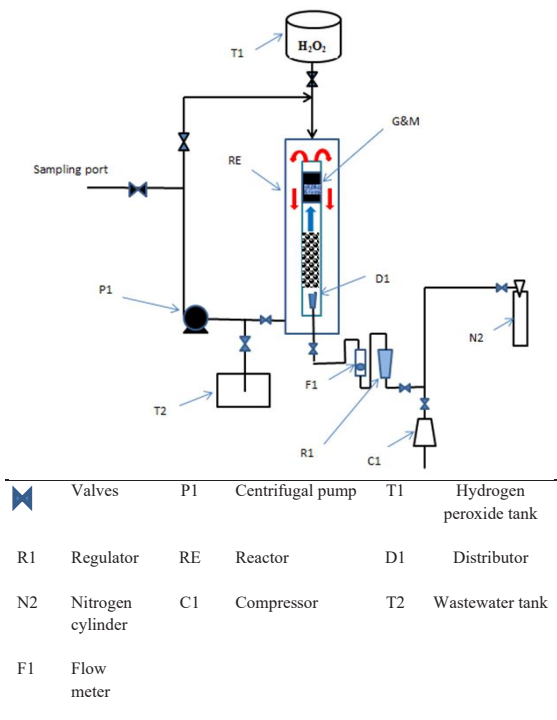 T1
H₂O₂
G&M
RE
Sampling port
D1
P1
N2
F1
T2
R1
C1
Valves P1 Centrifugal pump T1 Hydrogen
peroxide tank
R1 Regulator RE Reactor D1 Distributor
N2 Nitrogen C1 Compressor T2 Wastewater tank
cylinder
F1 Flow
meter